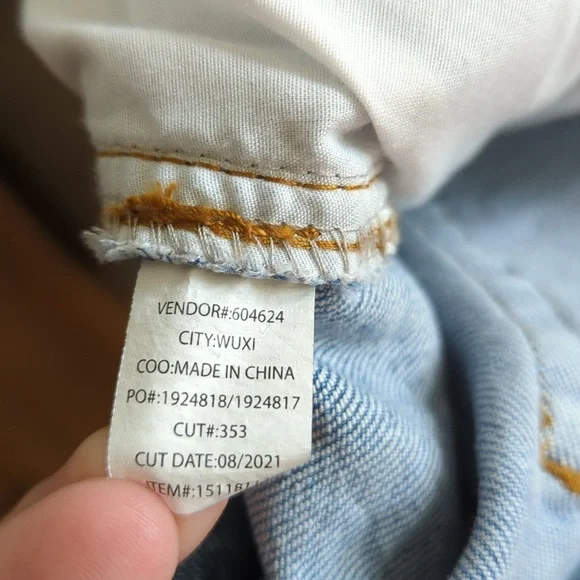 VENDOR#:604624
CITY:WUXI
COO:MADE IN CHINA
PO#:1924818/1924817
CUT#:353
CUT DATE:08/2021